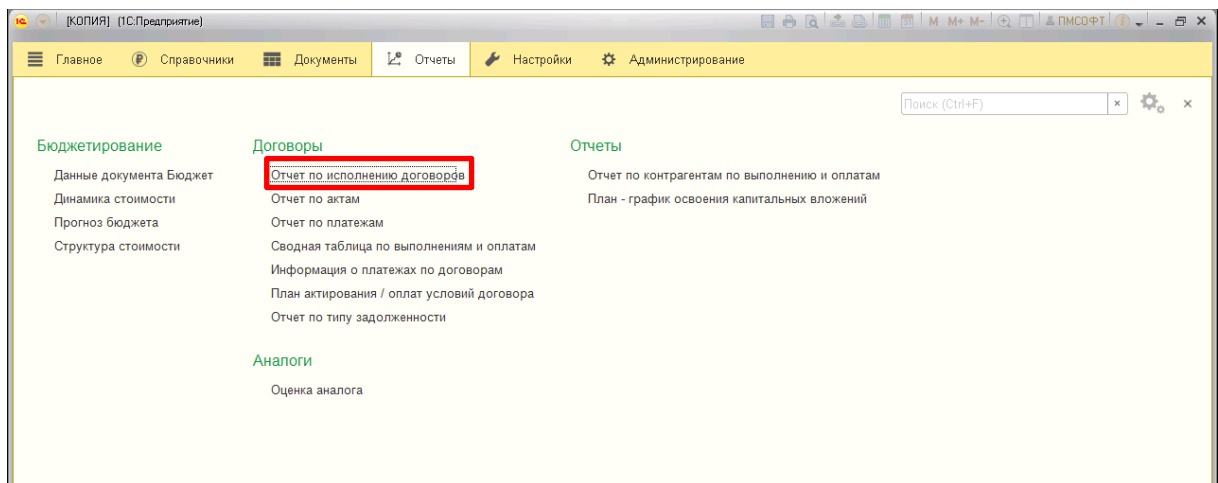 [КОПИЯ] (1С:Предприятие)
M M+ M- ПМСОФТ
Главное Справочники Документы Отчеты Настройки Администрирование
Поиск (Ctrl+F)
Бюджетирование
Данные документа Бюджет
Динамика стоимости
Прогноз бюджета
Структура стоимости
Договоры
Отчет по исполнению договоров
Отчет по актам
Отчет по платежам
Сводная таблица по выполнениям и оплатам
Информация о платежах по договорам
План актирования / оплат условий договора
Отчет по типу задолженности
Аналоги
Оценка аналога
Отчеты
Отчет по контрагентам по выполнению и оплатам
План - график освоения капитальных вложений